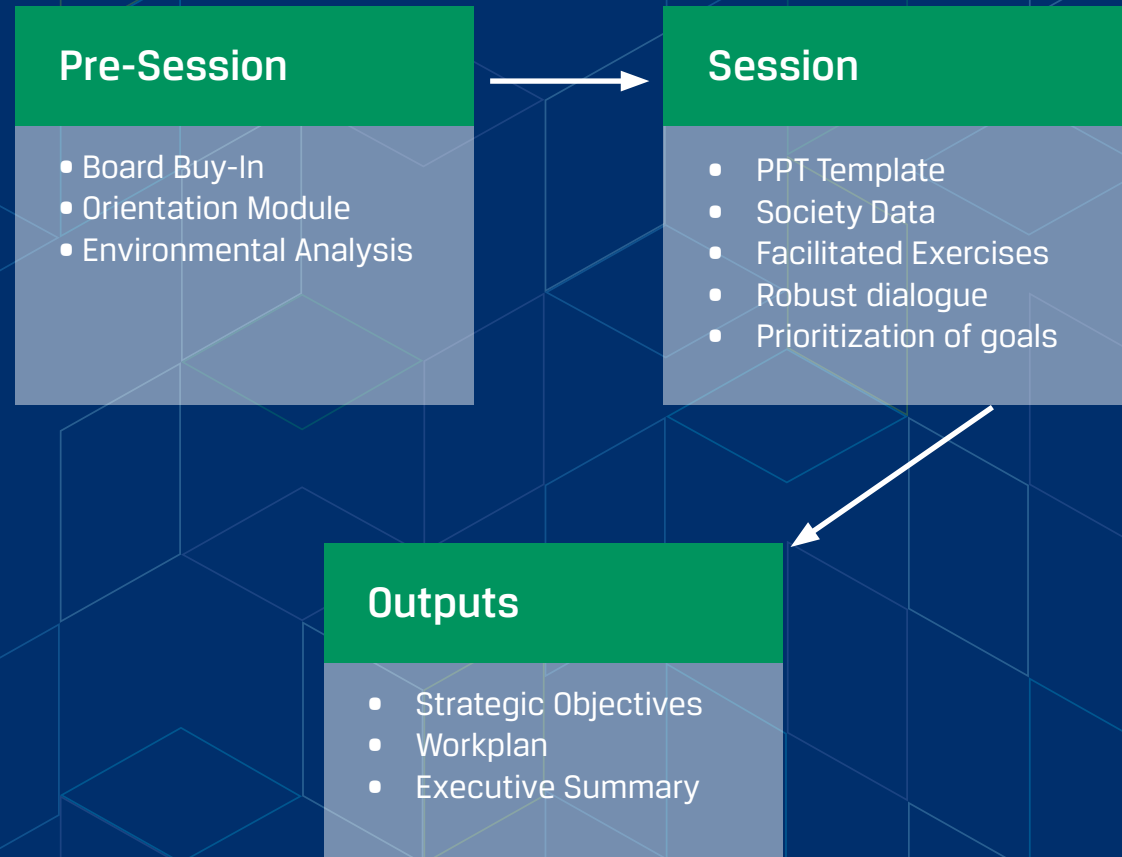 Pre-Session
• Board Buy-In
• Orientation Module
• Environmental Analysis
Session
• PPT Template
• Society Data
• Facilitated Exercises
• Robust dialogue
• Prioritization of goals
Outputs
• Strategic Objectives
• Workplan
• Executive Summary